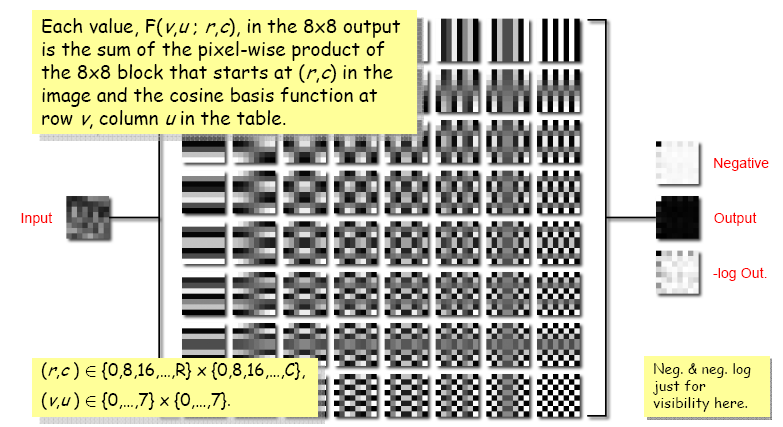 Each value, F(v,u ; r,c), in the 8x8 output
is the sum of the pixel-wise product of
the 8x8 block that starts at (r,c) in the
image and the cosine basis function at
row v, column u in the table.
Input
Negative
Output
-log Out.
(r,c ) ∈ {0,8,16,...,R} x {0,8,16,...,C},
(v,u ) ∈ {0,...,7} x {0,...,7}.
Neg. & neg. log
just for
visibility here.